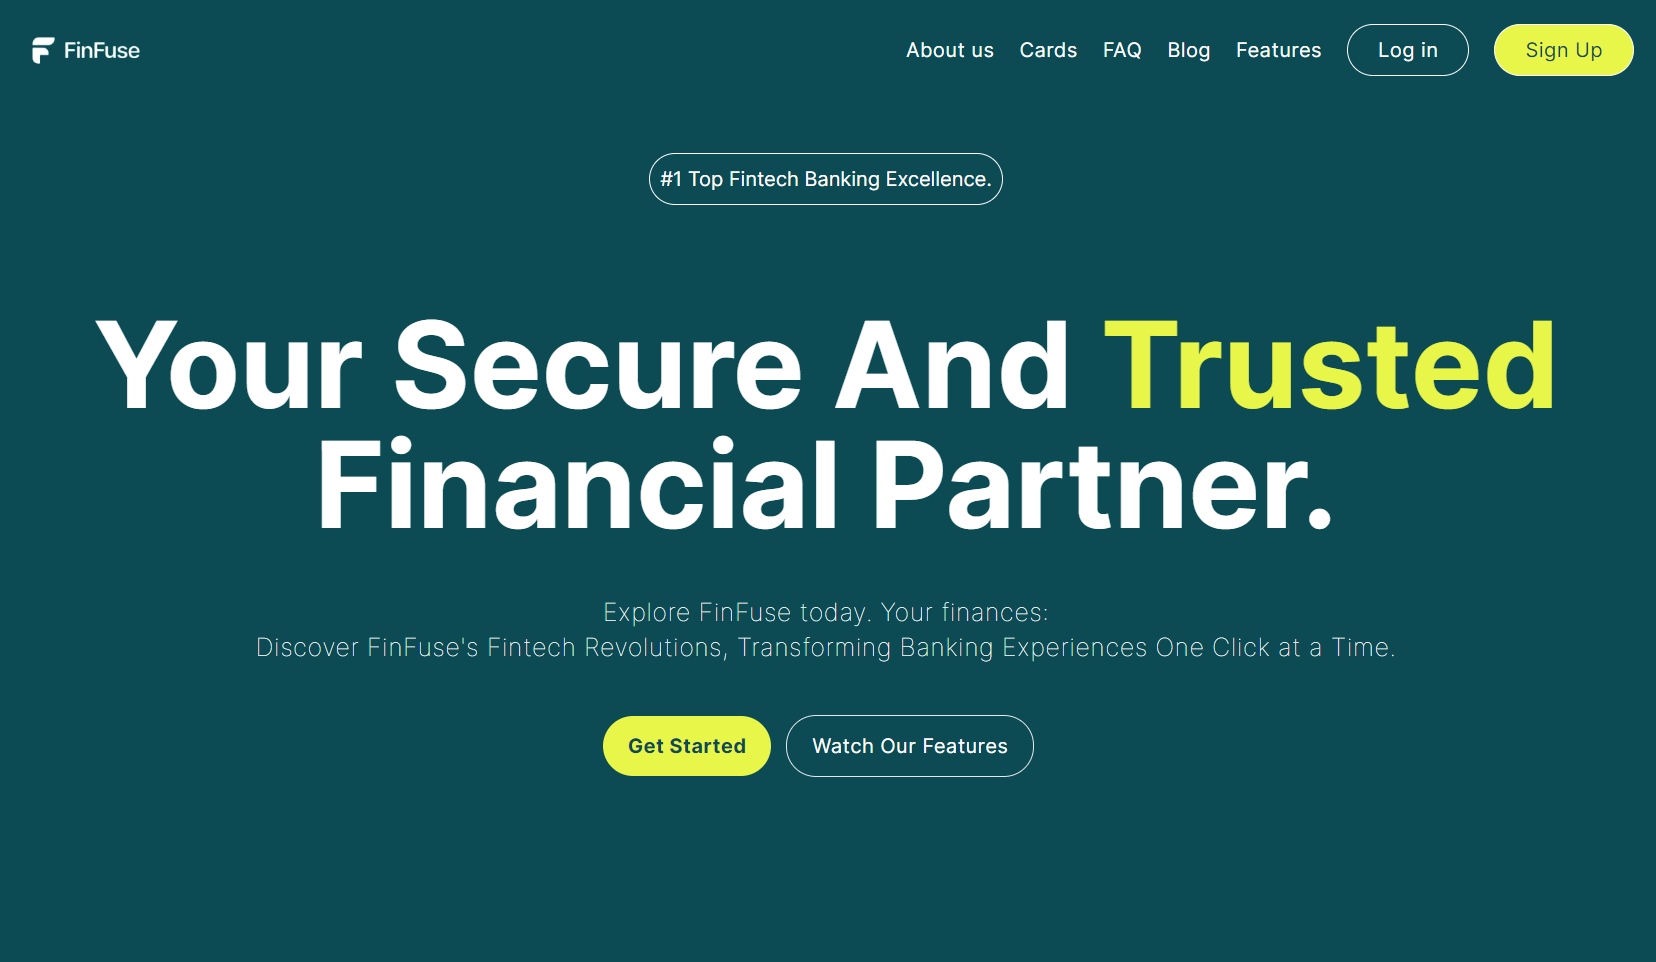 FinFuse
About us Cards FAQ Blog Features Log in Sign Up
#1 Top Fintech Banking Excellence.
Your Secure And Trusted
Financial Partner.
Explore FinFuse today. Your finances:
Discover FinFuse's Fintech Revolutions, Transforming Banking Experiences One Click at a Time.
Get Started Watch Our Features